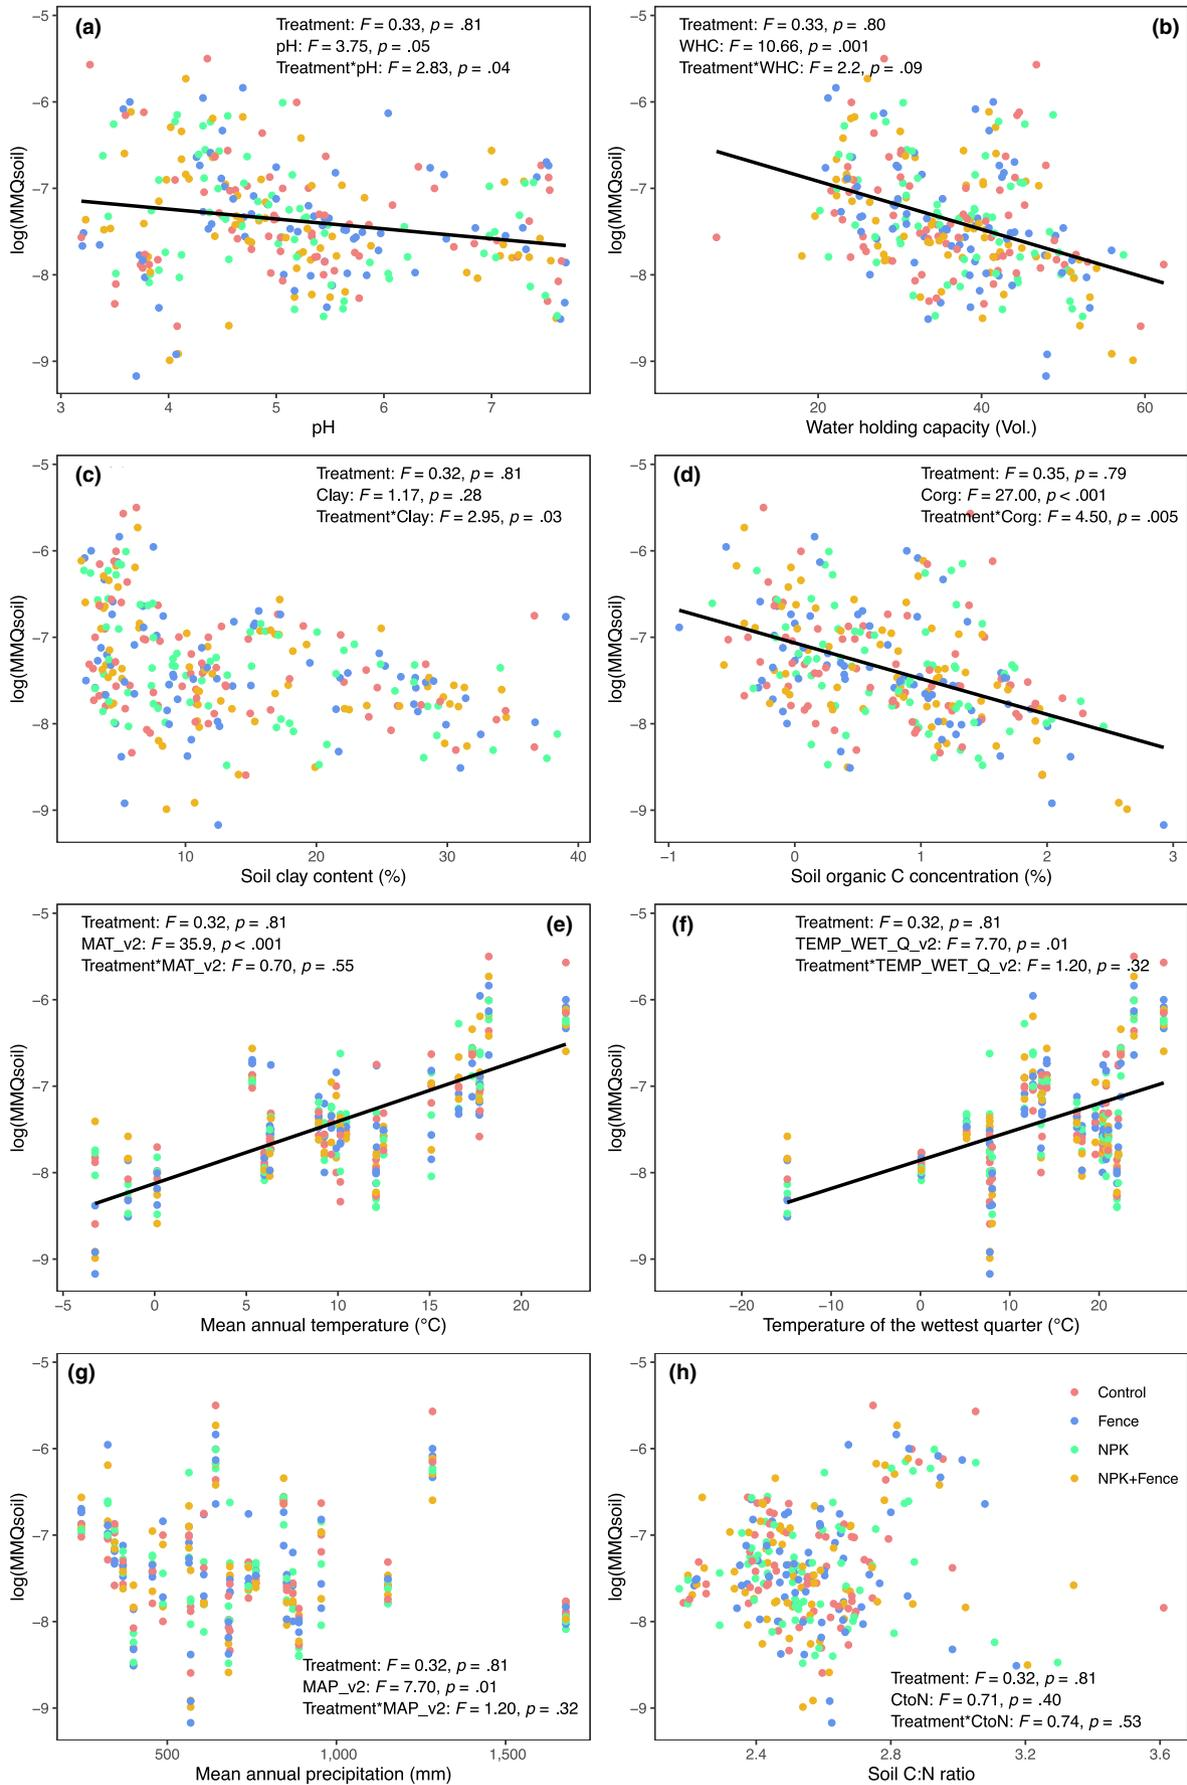 (a)
Treatment: F = 0.33, p = .81
pH: F = 3.75, p = .05
Treatment*pH: F = 2.83, p = .04
−5
−6
−7
−8
−9
log(MMQsoil)
3 4 5 6 7
pH
(b)
Treatment: F = 0.33, p = .80
WHC: F = 10.66, p = .001
Treatment*WHC: F = 2.2, p = .09
−5
−6
−7
−8
−9
log(MMQsoil)
20 40 60
Water holding capacity (Vol.)
(c)
Treatment: F = 0.32, p = .81
Clay: F = 1.17, p = .28
Treatment*Clay: F = 2.95, p = .03
−5
−6
−7
−8
−9
log(MMQsoil)
10 20 30 40
Soil clay content (%)
(d)
Treatment: F = 0.35, p = .79
Corg: F = 27.00, p < .001
Treatment*Corg: F = 4.50, p = .005
−5
−6
−7
−8
−9
log(MMQsoil)
−1 0 1 2 3
Soil organic C concentration (%)
(e)
Treatment: F = 0.32, p = .81
MAT_v2: F = 35.9, p < .001
Treatment*MAT_v2: F = 0.70, p = .55
−5
−6
−7
−8
−9
log(MMQsoil)
−5 0 5 10 15 20
Mean annual temperature (°C)
(f)
Treatment: F = 0.32, p = .81
TEMP_WET_Q_v2: F = 7.70, p = .01
Treatment*TEMP_WET_Q_v2: F = 1.20, p = .32
−5
−6
−7
−8
−9
log(MMQsoil)
−20 −10 0 10 20
Temperature of the wettest quarter (°C)
(g)
Treatment: F = 0.32, p = .81
MAP_v2: F = 7.70, p = .01
Treatment*MAP_v2: F = 1.20, p = .32
−5
−6
−7
−8
−9
log(MMQsoil)
500 1,000 1,500
Mean annual precipitation (mm)
(h)
Control
Fence
NPK
NPK+Fence
Treatment: F = 0.32, p = .81
CtoN: F = 0.71, p = .40
Treatment*CtoN: F = 0.74, p = .53
−5
−6
−7
−8
−9
log(MMQsoil)
2.4 2.8 3.2 3.6
Soil C:N ratio